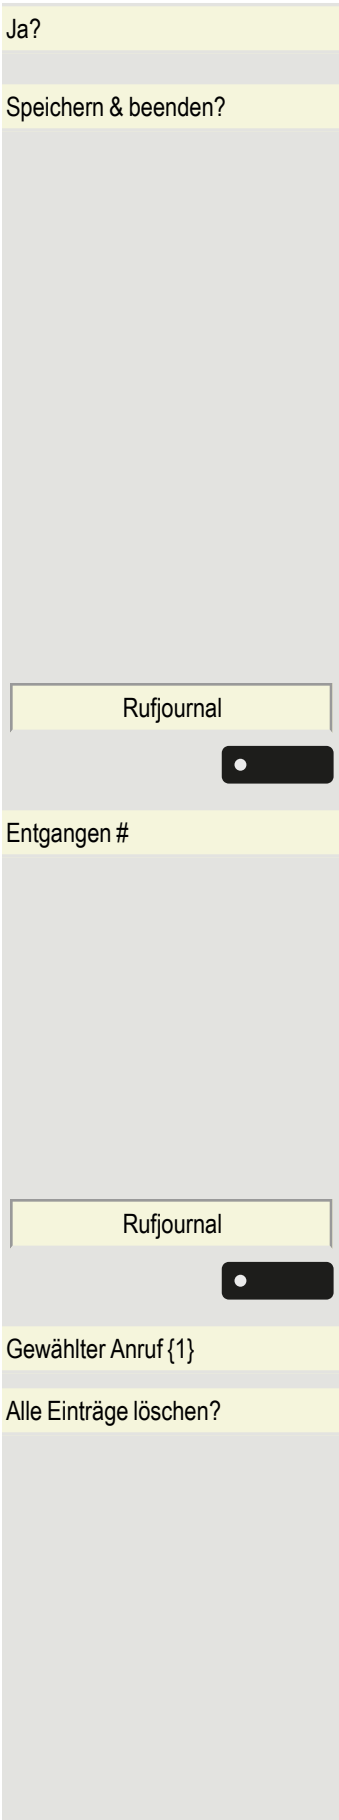 Ja?
Speichern & beenden?
Rufjournal
Entgangen #
Rufjournal
Gewählter Anruf {1}
Alle Einträge löschen?